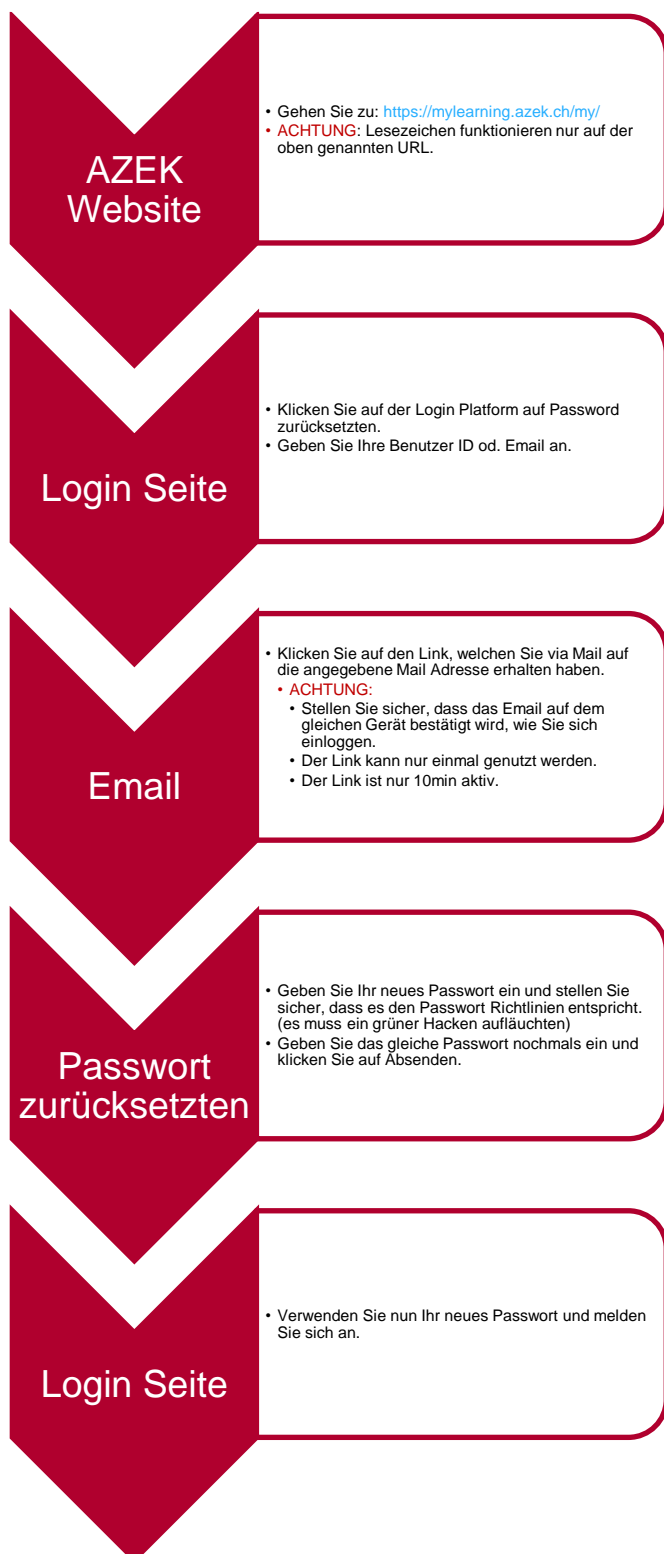 AZEK
Website
• Gehen Sie zu: https://mylearning.azek.ch/my/
• ACHTUNG: Lesezeichen funktionieren nur auf der
oben genannten URL.
Login Seite
• Klicken Sie auf der Login Platform auf Password
zurücksetzten.
• Geben Sie Ihre Benutzer ID od. Email an.
Email
• Klicken Sie auf den Link, welchen Sie via Mail auf
die angegebene Mail Adresse erhalten haben.
• ACHTUNG:
• Stellen Sie sicher, dass das Email auf dem
gleichen Gerät bestätigt wird, wie Sie sich
einloggen.
• Der Link kann nur einmal genutzt werden.
• Der Link ist nur 10min aktiv.
Passwort
zurücksetzten
• Geben Sie Ihr neues Passwort ein und stellen Sie
sicher, dass es den Passwort Richtlinien entspricht.
(es muss ein grüner Hacken aufläuchten)
• Geben Sie das gleiche Passwort nochmals ein und
klicken Sie auf Absenden.
Login Seite
• Verwenden Sie nun Ihr neues Passwort und melden
Sie sich an.